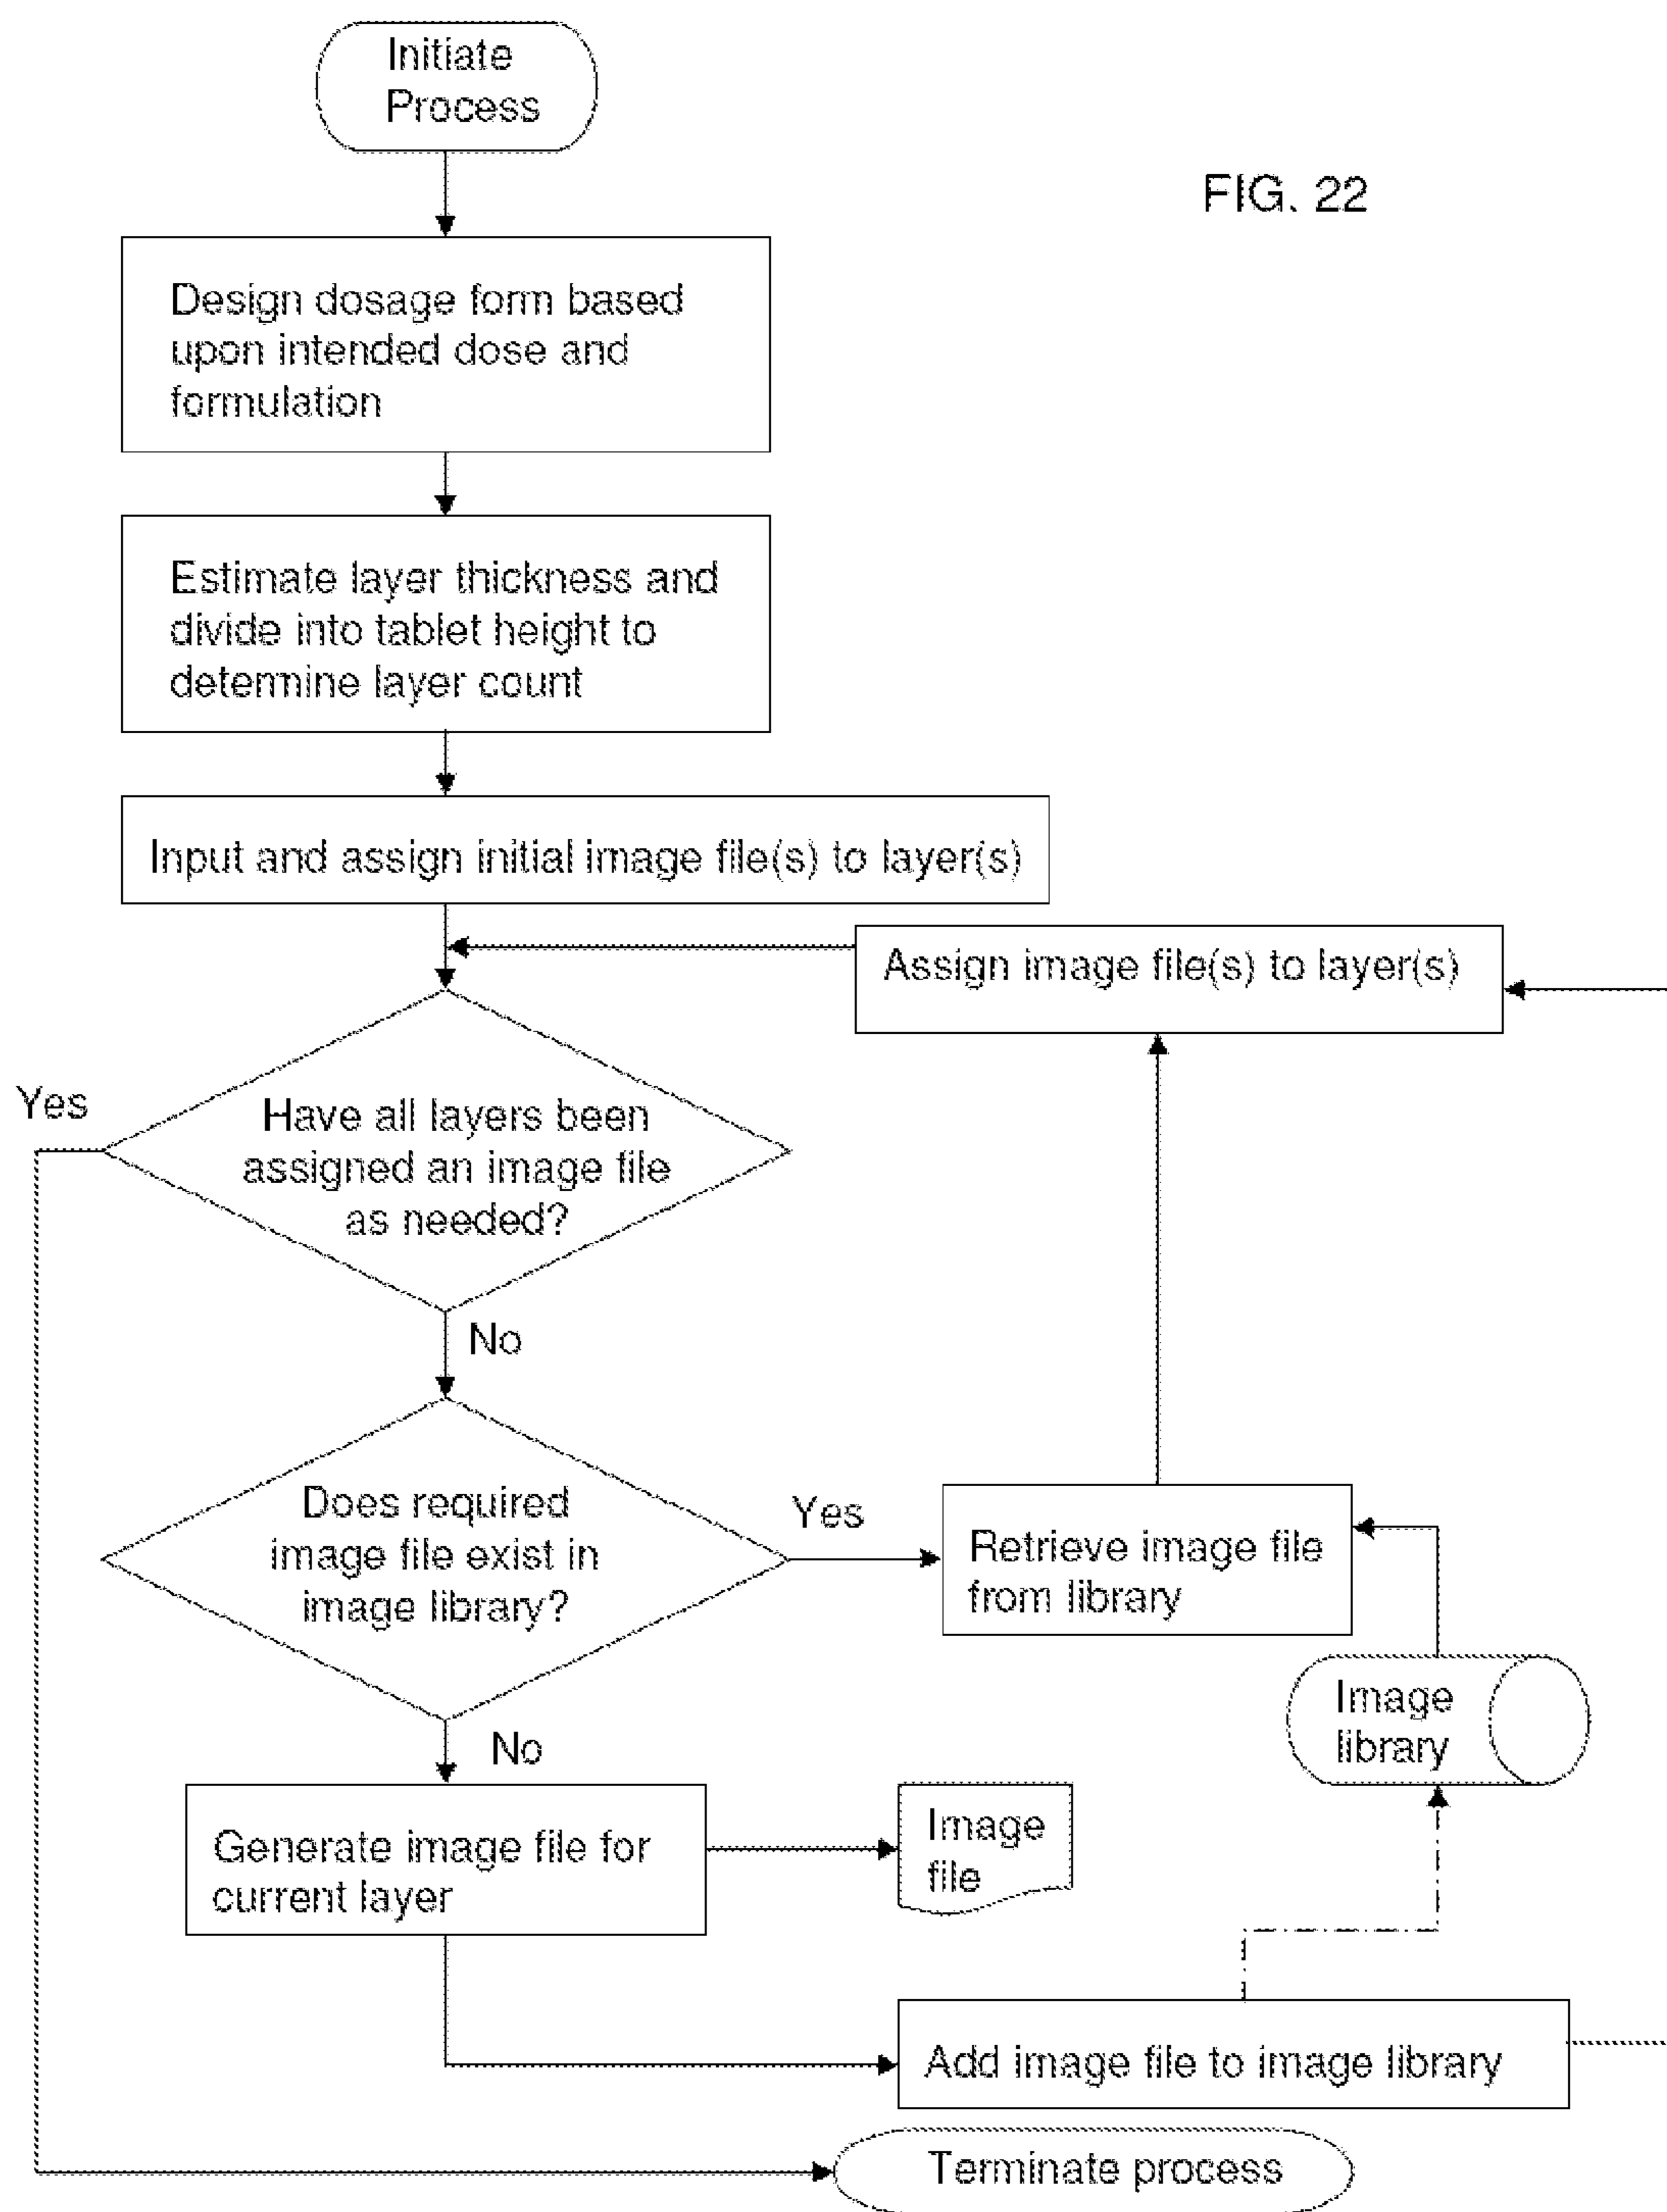 Initiate
Process
FIG. 22
Design dosage form based
upon intended dose and
formulation
Estimate layer thickness and
divide into tablet height to
determine layer count
Input and assign initial image file(s) to layer(s)
Assign image file(s) to layer(s)
Yes
Have all layers been
assigned an image file
as needed?
No
Does required
image file exist in
image library?
Yes
Retrieve image file
from library
Image
library
No
Generate image file for
current layer
Image
file
Add image file to image library
Terminate process